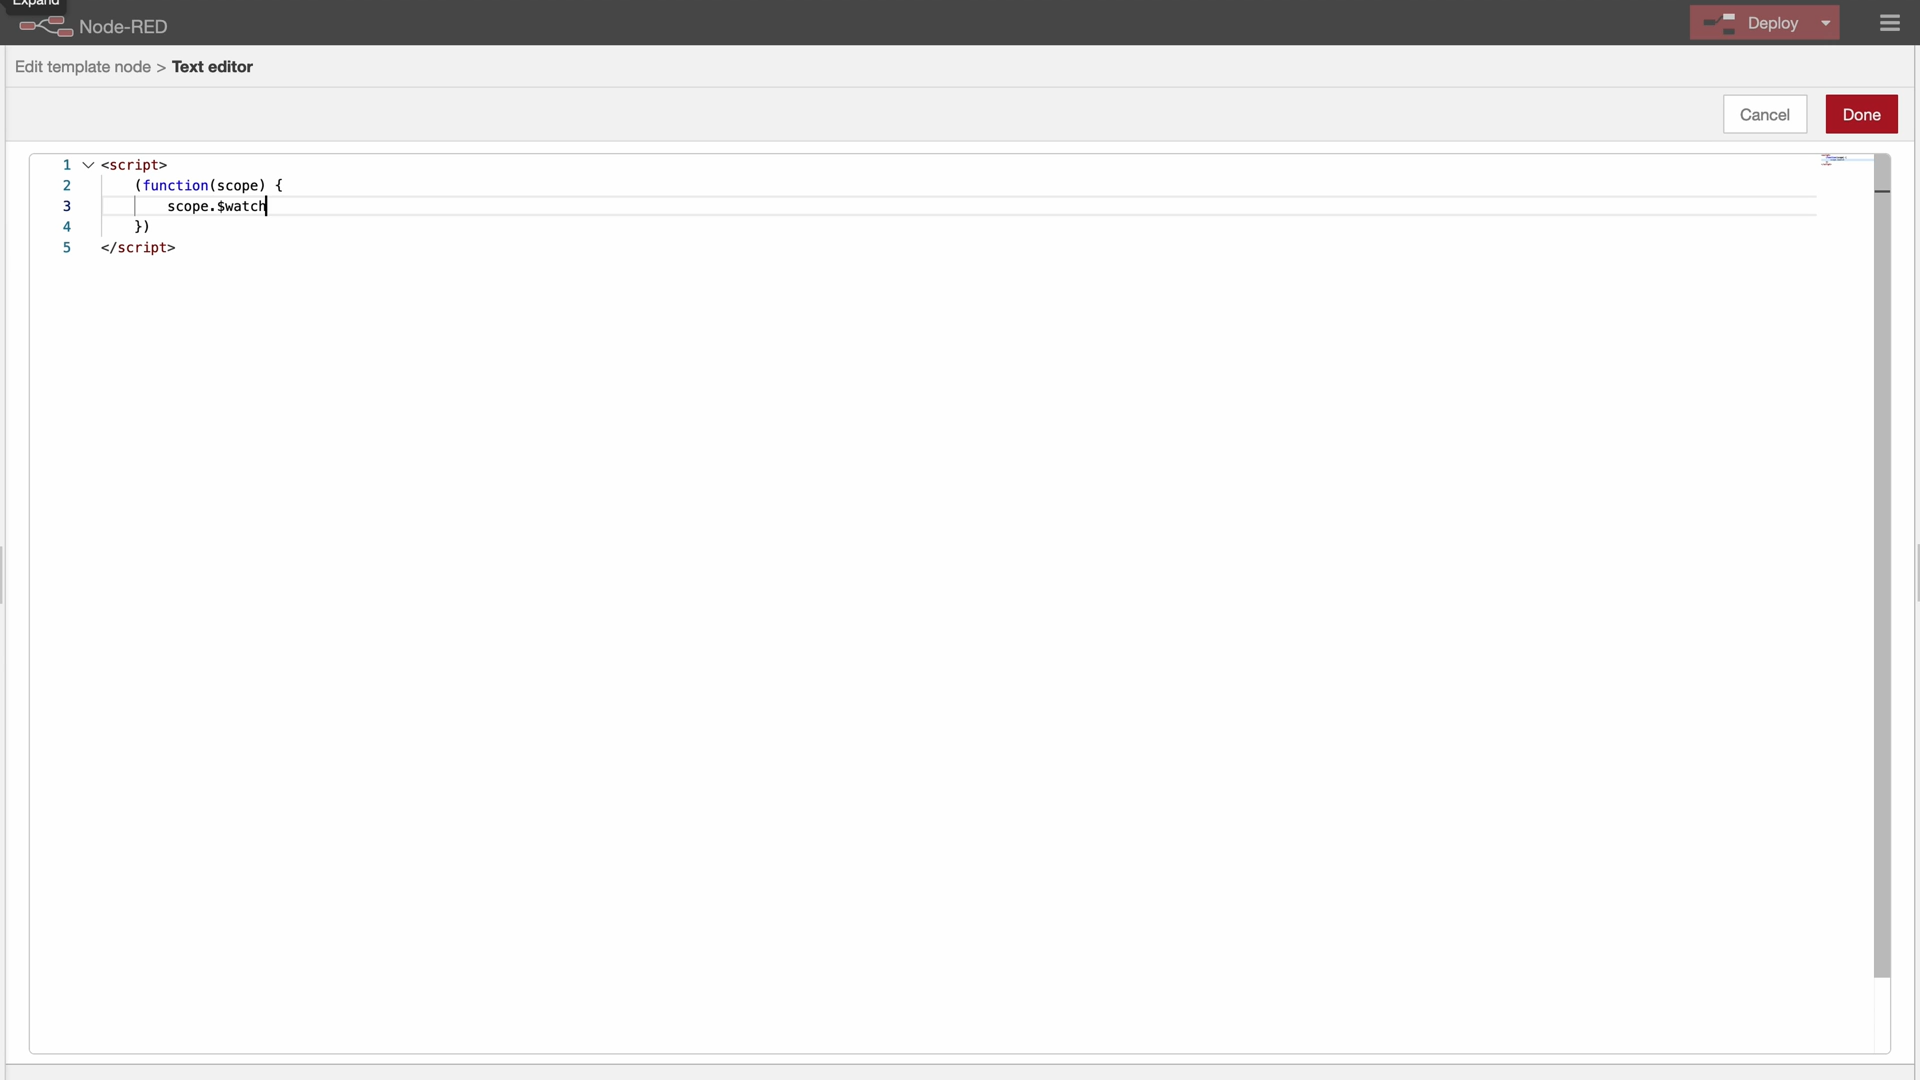 Expand
Node-RED
Deploy
Edit template node > Text editor
Cancel
Done
1 <script>
2 (function(scope) {
3 scope.$watch
4 })
5 </script>